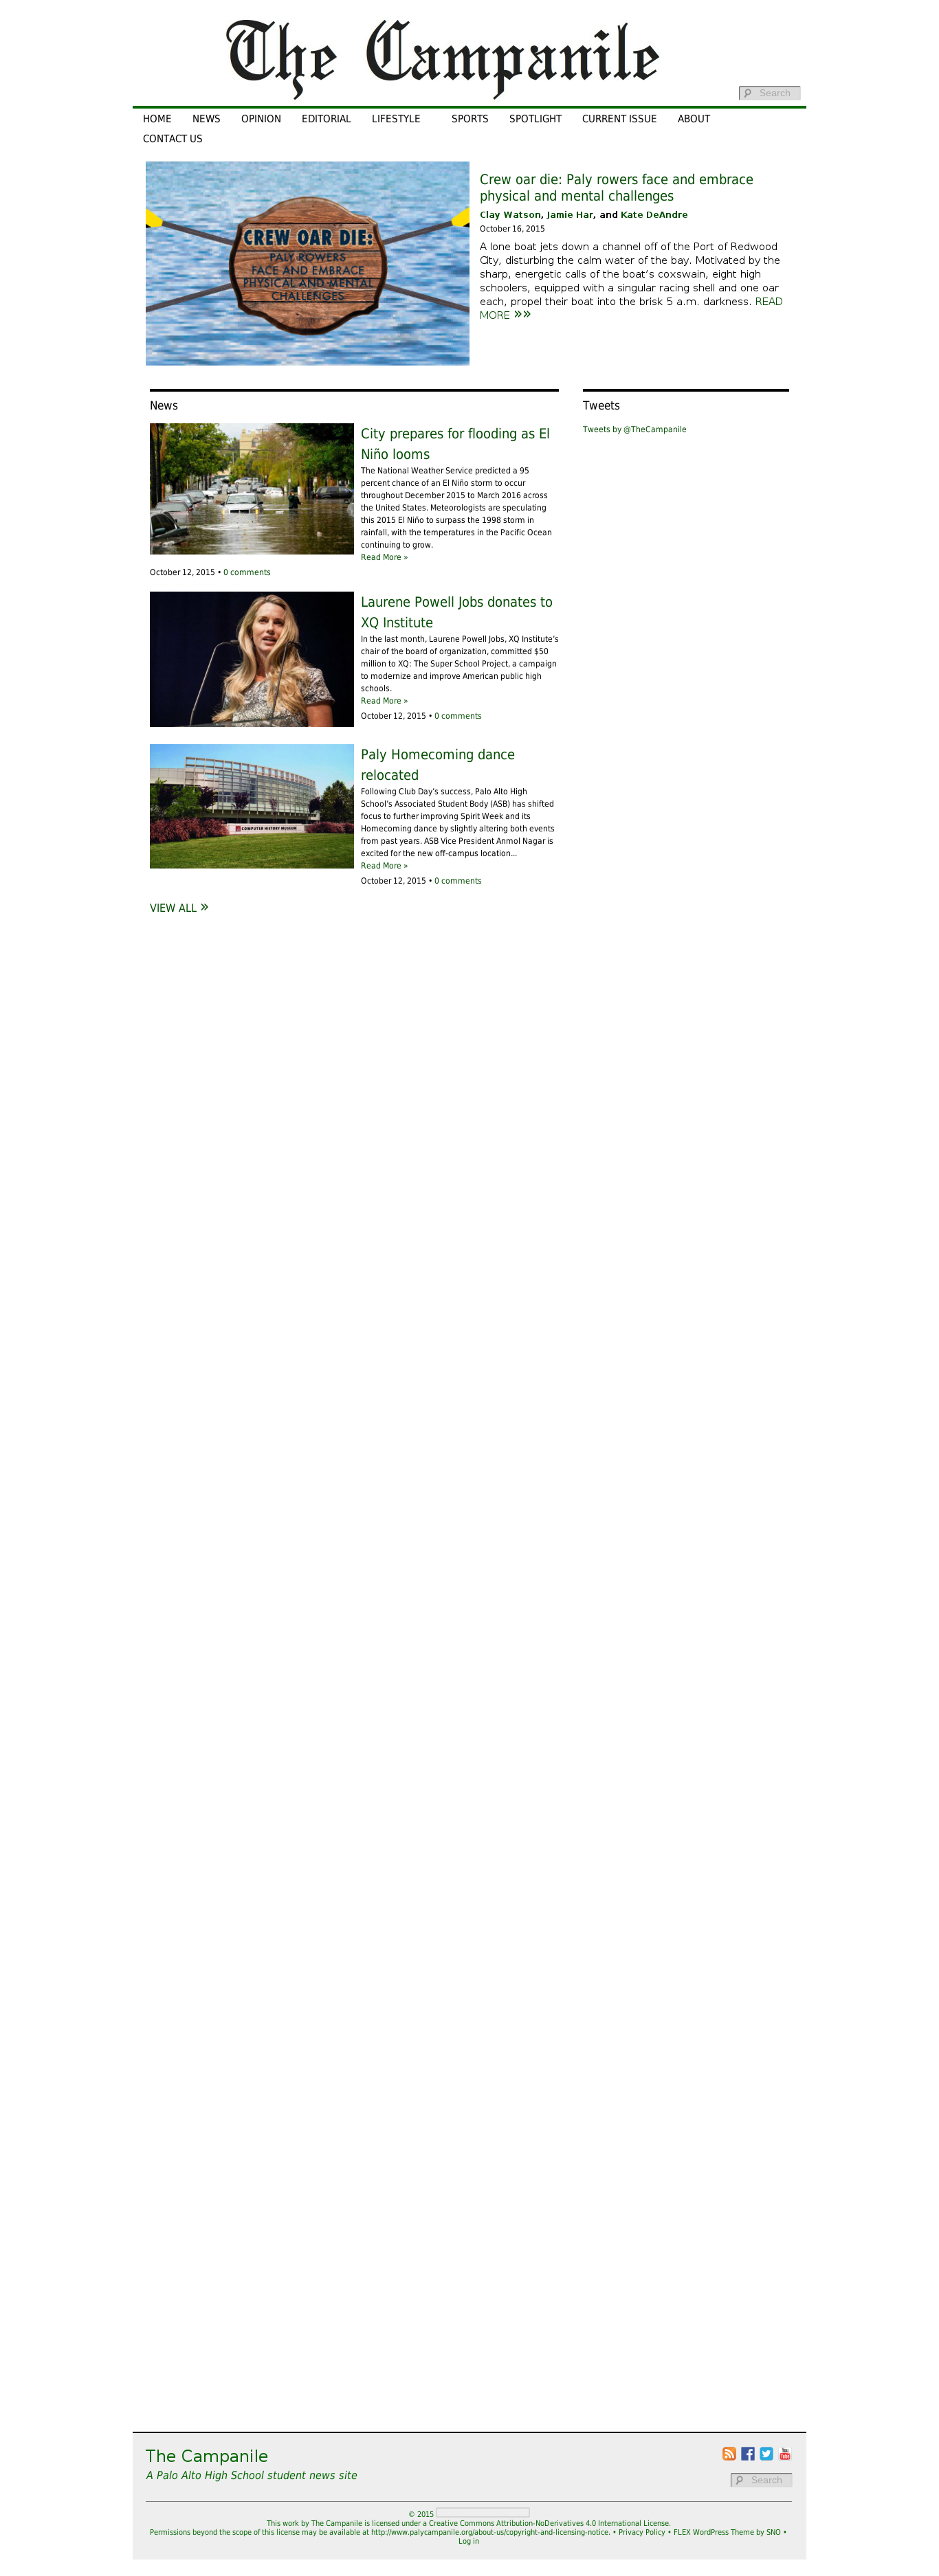 The Campanile
Search
HOME NEWS OPINION EDITORIAL LIFESTYLE SPORTS SPOTLIGHT CURRENT ISSUE ABOUT
CONTACT US
CREW OAR DIE:
PALY ROWERS
FACE AND EMBRACE
PHYSICAL AND MENTAL
CHALLENGES
Crew oar die: Paly rowers face and embrace
physical and mental challenges
Clay Watson, Jamie Har, and Kate DeAndre
October 16, 2015
A lone boat jets down a channel off of the Port of Redwood
City, disturbing the calm water of the bay. Motivated by the
sharp, energetic calls of the boat’s coxswain, eight high
schoolers, equipped with a singular racing shell and one oar
each, propel their boat into the brisk 5 a.m. darkness. READ
MORE »»
News
City prepares for flooding as El
Niño looms
The National Weather Service predicted a 95
percent chance of an El Niño storm to occur
throughout December 2015 to March 2016 across
the United States. Meteorologists are speculating
this 2015 El Niño to surpass the 1998 storm in
rainfall, with the temperatures in the Pacific Ocean
continuing to grow.
Read More »
October 12, 2015 • 0 comments
Laurene Powell Jobs donates to
XQ Institute
In the last month, Laurene Powell Jobs, XQ Institute’s
chair of the board of organization, committed $50
million to XQ: The Super School Project, a campaign
to modernize and improve American public high
schools.
Read More »
October 12, 2015 • 0 comments
COMPUTER HISTORY MUSEUM
Paly Homecoming dance
relocated
Following Club Day’s success, Palo Alto High
School’s Associated Student Body (ASB) has shifted
focus to further improving Spirit Week and its
Homecoming dance by slightly altering both events
from past years. ASB Vice President Anmol Nagar is
excited for the new off-campus location...
Read More »
October 12, 2015 • 0 comments
VIEW ALL »
Tweets
Tweets by @TheCampanile
The Campanile
A Palo Alto High School student news site
You Tube
Search
© 2015
This work by The Campanile is licensed under a Creative Commons Attribution-NoDerivatives 4.0 International License.
Permissions beyond the scope of this license may be available at http://www.palycampanile.org/about-us/copyright-and-licensing-notice. • Privacy Policy • FLEX WordPress Theme by SNO •
Log in